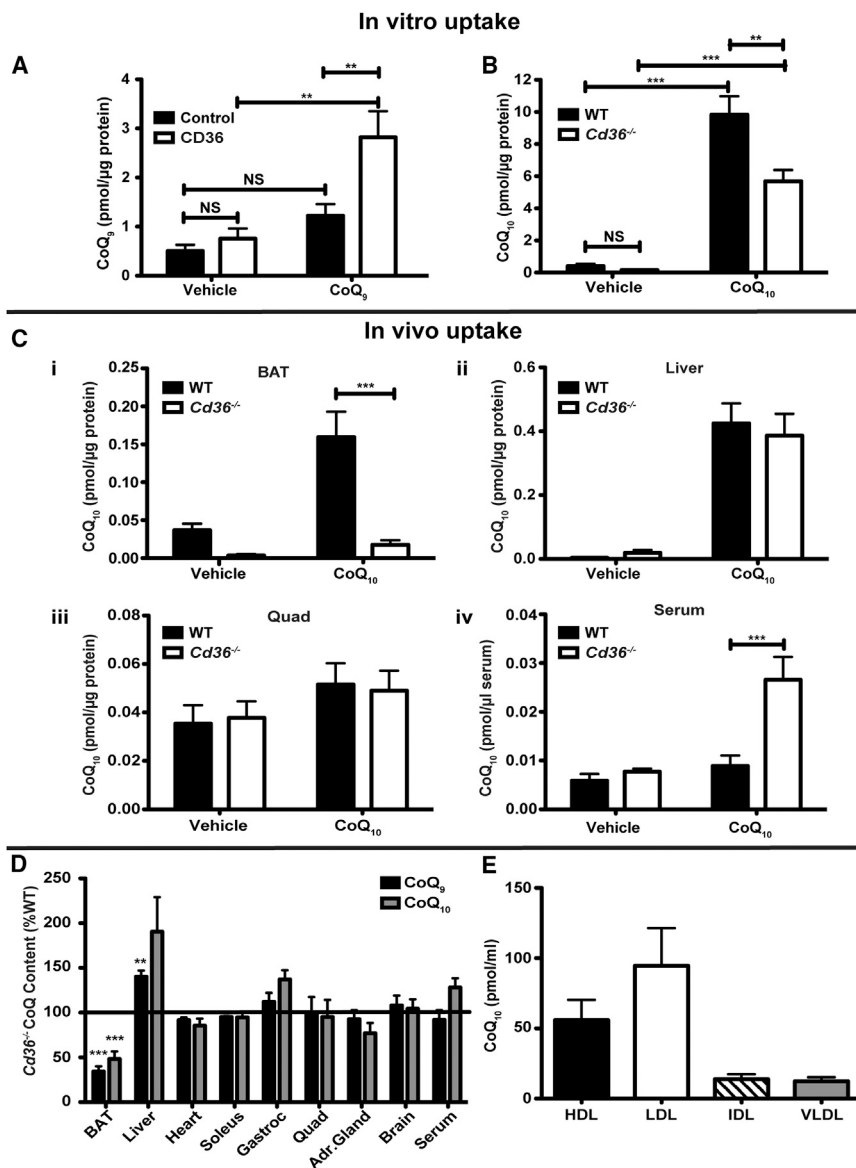 In vitro uptake
A
CoQ₉ (pmol/µg protein)
4
3
2
1
0
Control
CD36
**
**
NS
NS
Vehicle
CoQ₉
B
CoQ₁₀ (pmol/µg protein)
12
10
8
6
4
2
0
WT
Cd36-/-
**
***
***
NS
Vehicle
CoQ₁₀
In vivo uptake
C
i
BAT
CoQ₁₀ (pmol/µg protein)
0.25
0.20
0.15
0.10
0.05
0.00
WT
Cd36-/-
***
Vehicle
CoQ₁₀
ii
Liver
CoQ₁₀ (pmol/µg protein)
0.6
0.4
0.2
0.0
WT
Cd36-/-
Vehicle
CoQ₁₀
iii
Quad
CoQ₁₀ (pmol/µg protein)
0.08
0.06
0.04
0.02
0.00
WT
Cd36-/-
Vehicle
CoQ₁₀
iv
Serum
CoQ₁₀ (pmol/µl serum)
0.04
0.03
0.02
0.01
0.00
WT
Cd36-/-
***
Vehicle
CoQ₁₀
D
Cd36-/- CoQ Content (%WT)
250
200
150
100
50
0
CoQ₉
CoQ₁₀
***
***
**
BAT
Liver
Heart
Soleus
Gastroc
Quad
Adr.Gland
Brain
Serum
E
CoQ₁₀ (pmol/ml)
150
100
50
0
HDL
LDL
IDL
VLDL